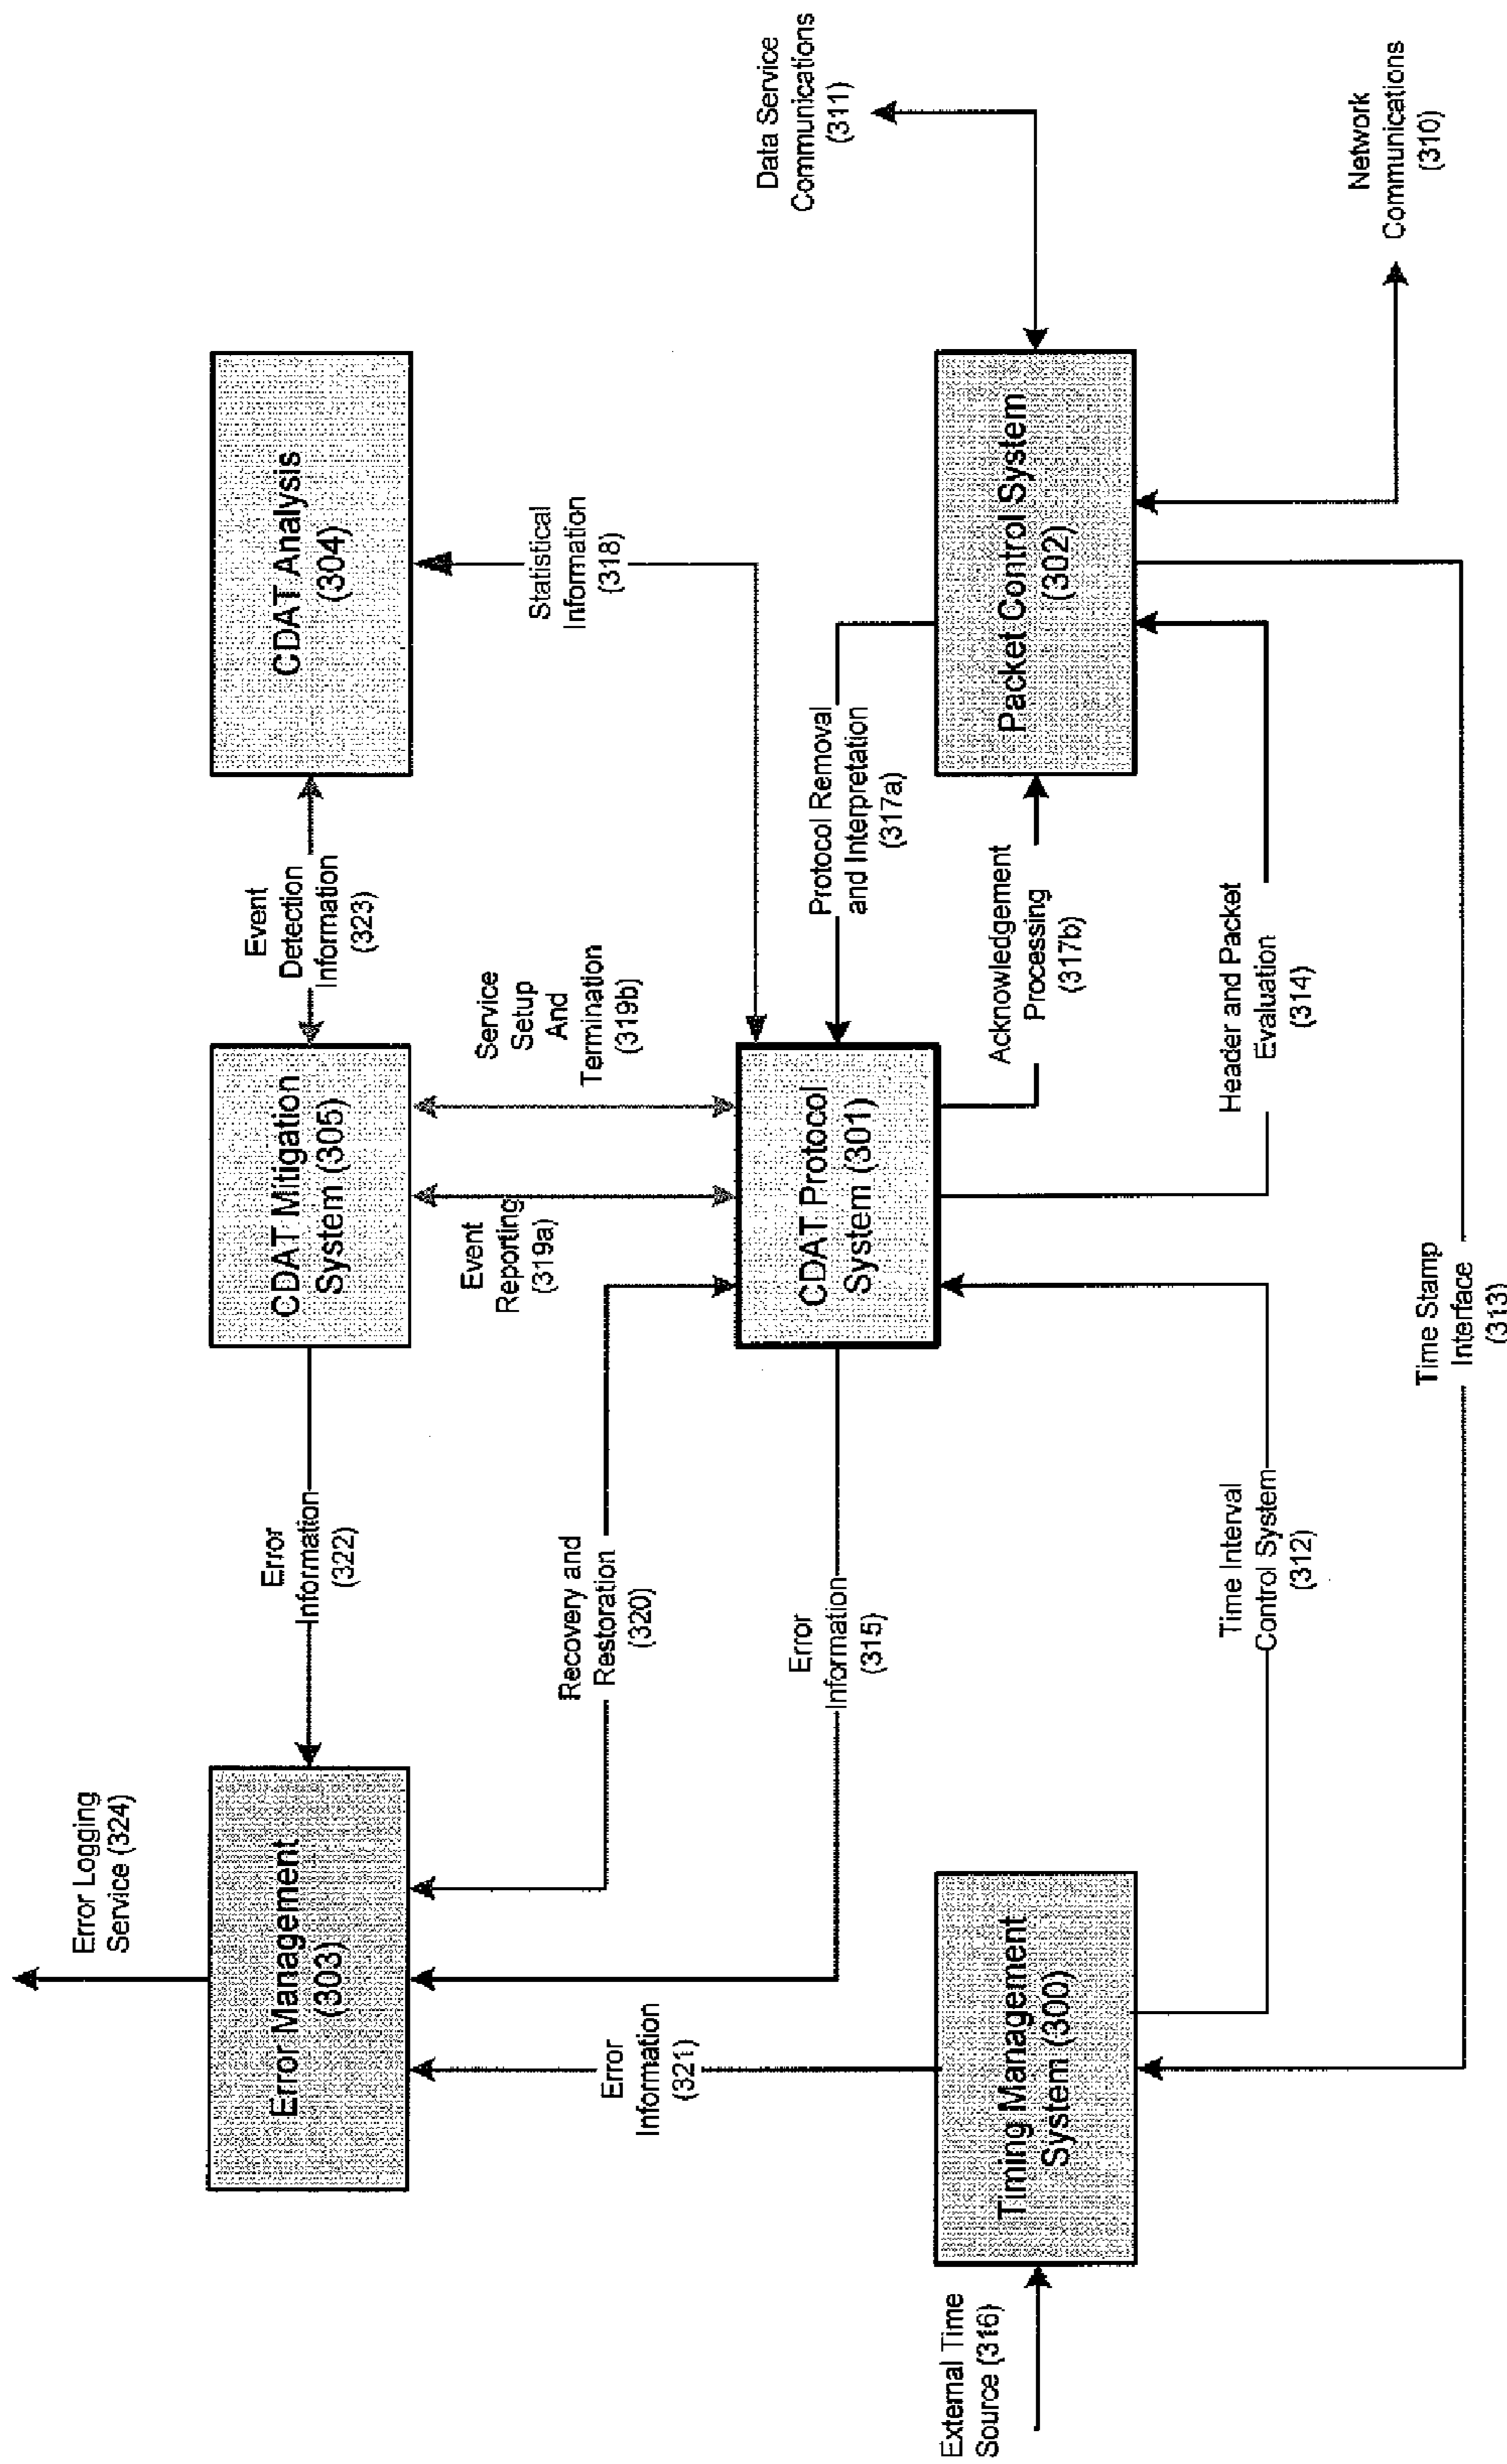 Error Logging
Service (324)
Error Management
(303)
Error
Information
(322)
CDAT Mitigation
System (305)
Event
Detection
Information
(323)
CDAT Analysis
(304)
Error
Information
(321)
Recovery and
Restoration
(320)
Event
Reporting
(319a)
Service
Setup
And
Termination
(319b)
Statistical
Information
(318)
Error
Information
(315)
CDAT Protocol
System (301)
Protocol Removal
and Interpretation
(317a)
Data Service
Communications
(311)
External Time
Source (316)
Timing Management
System (300)
Acknowledgement
Processing
(317b)
Packet Control System
(302)
Time Interval
Control System
(312)
Header and Packet
Evaluation
(314)
Network
Communications
(310)
Time Stamp
Interface
(313)